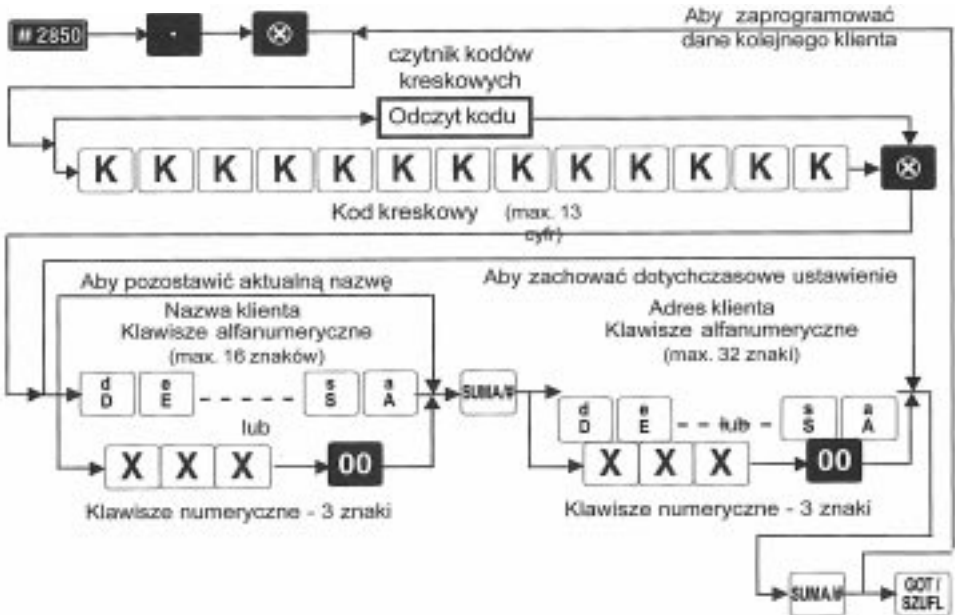 #2850 · ⊗
Aby zaprogramować
dane kolejnego klienta
czytnik kodów
kreskowych
Odczyt kodu
K K K K K K K K K K K K K ⊗
Kod kreskowy (max. 13
cyfr)
Aby pozostawić aktualną nazwę
Aby zachować dotychczasowe ustawienie
Nazwa klienta
Klawisze alfanumeryczne
(max. 16 znaków)
Adres klienta
Klawisze alfanumeryczne
(max. 32 znaki)
d D e E - - - - - s S a A
SUMA/#
d D e E - - lub - s S a A
lub
X X X 00
X X X 00
Klawisze numeryczne - 3 znaki
Klawisze numeryczne - 3 znaki
SUMA/#
GOT /
SZUFL